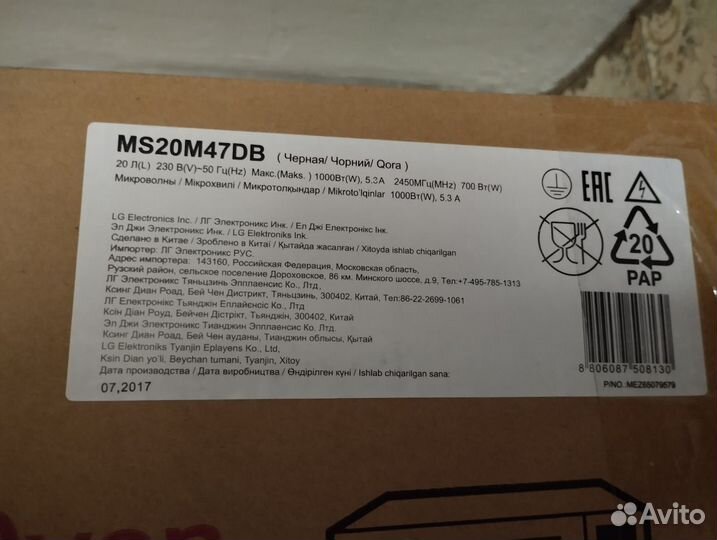 MS20M47DB ( Черная/ Чорний/ Qora )
20 Л(L) 230 В(V)~50 Гц(Hz) Макс.(Maks. ) 1000Вт(W), 5.3A 2450МГц(MHz) 700 Вт(W)
Микроволны / Мікрохвилі / Микротолқындар / Mikroto'lqinlar 1000Вт(W), 5.3 A
LG Electronics Inc. / ЛГ Электроникс Инк. / Ел Джі Електронікс Інк.
Эл Джи Электроникс Инк. / LG Elektroniks Ink.
Сделано в Китае / Зроблено в Китаї / Қытайда жасалған / Xitoyda ishlab chiqarilgan
Импортер: ЛГ Электроникс РУС.
Адрес импортера: 143160, Российская Федерация, Московская область,
Рузский район, сельское поселение Дороховское, 86 км. Минского шоссе, д.9, Тел:+7-495-785-1313
ЛГ Электроникс Тяньцзинь Эпплаенсис Ко., Лтд.
Ксинг Диан Роад, Бей Чен Дистрикт, Тяньцзинь, 300402, Китай, Тел:86-22-2699-1061
ЛГ Електронікс Тьянджін Еплаєнсіс Ко., Лтд.
Ксін Діан Роуд, Бейчен Дістрікт, Тьянджін, 300402, Китай
Эл Джи Электроникс Тианджин Эпплаенсис Ко., Лтд.
Ксинг Диан Роад, Бей Чен ауданы, Тианджин облысы, Қытай
LG Elektroniks Tyanjin Eplayens Ko., Ltd,
Ksin Dian yo'li, Beychan tumani, Tyanjin, Xitoy
Дата производства / Дата виробництва / Өндірілген күні / Ishlab chiqarilgan sana:
07,2017
EAC
20
PAP
8 806087 508130
P/NO.:MEZ65079579
Avito